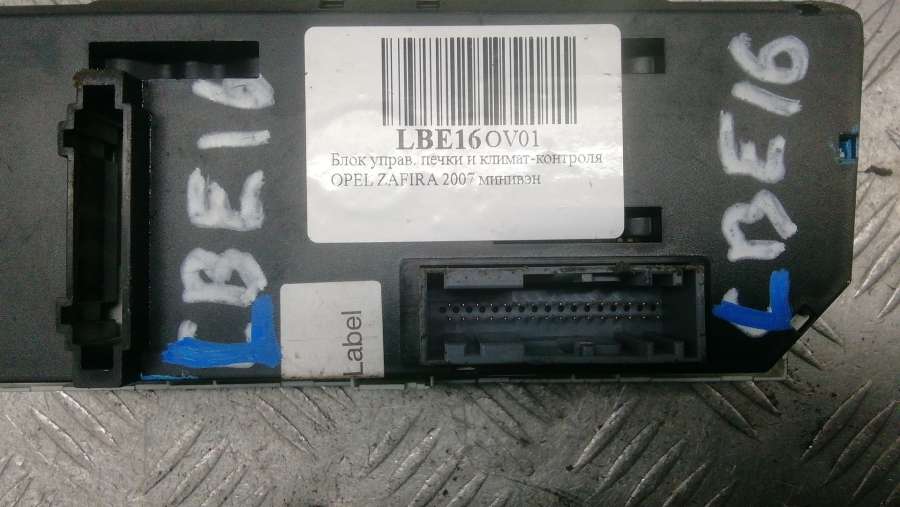 LBE16OV01
Блок управ. печки и климат-контроля
OPEL ZAFIRA 2007 минивэн
LBE16
Label
LBE16